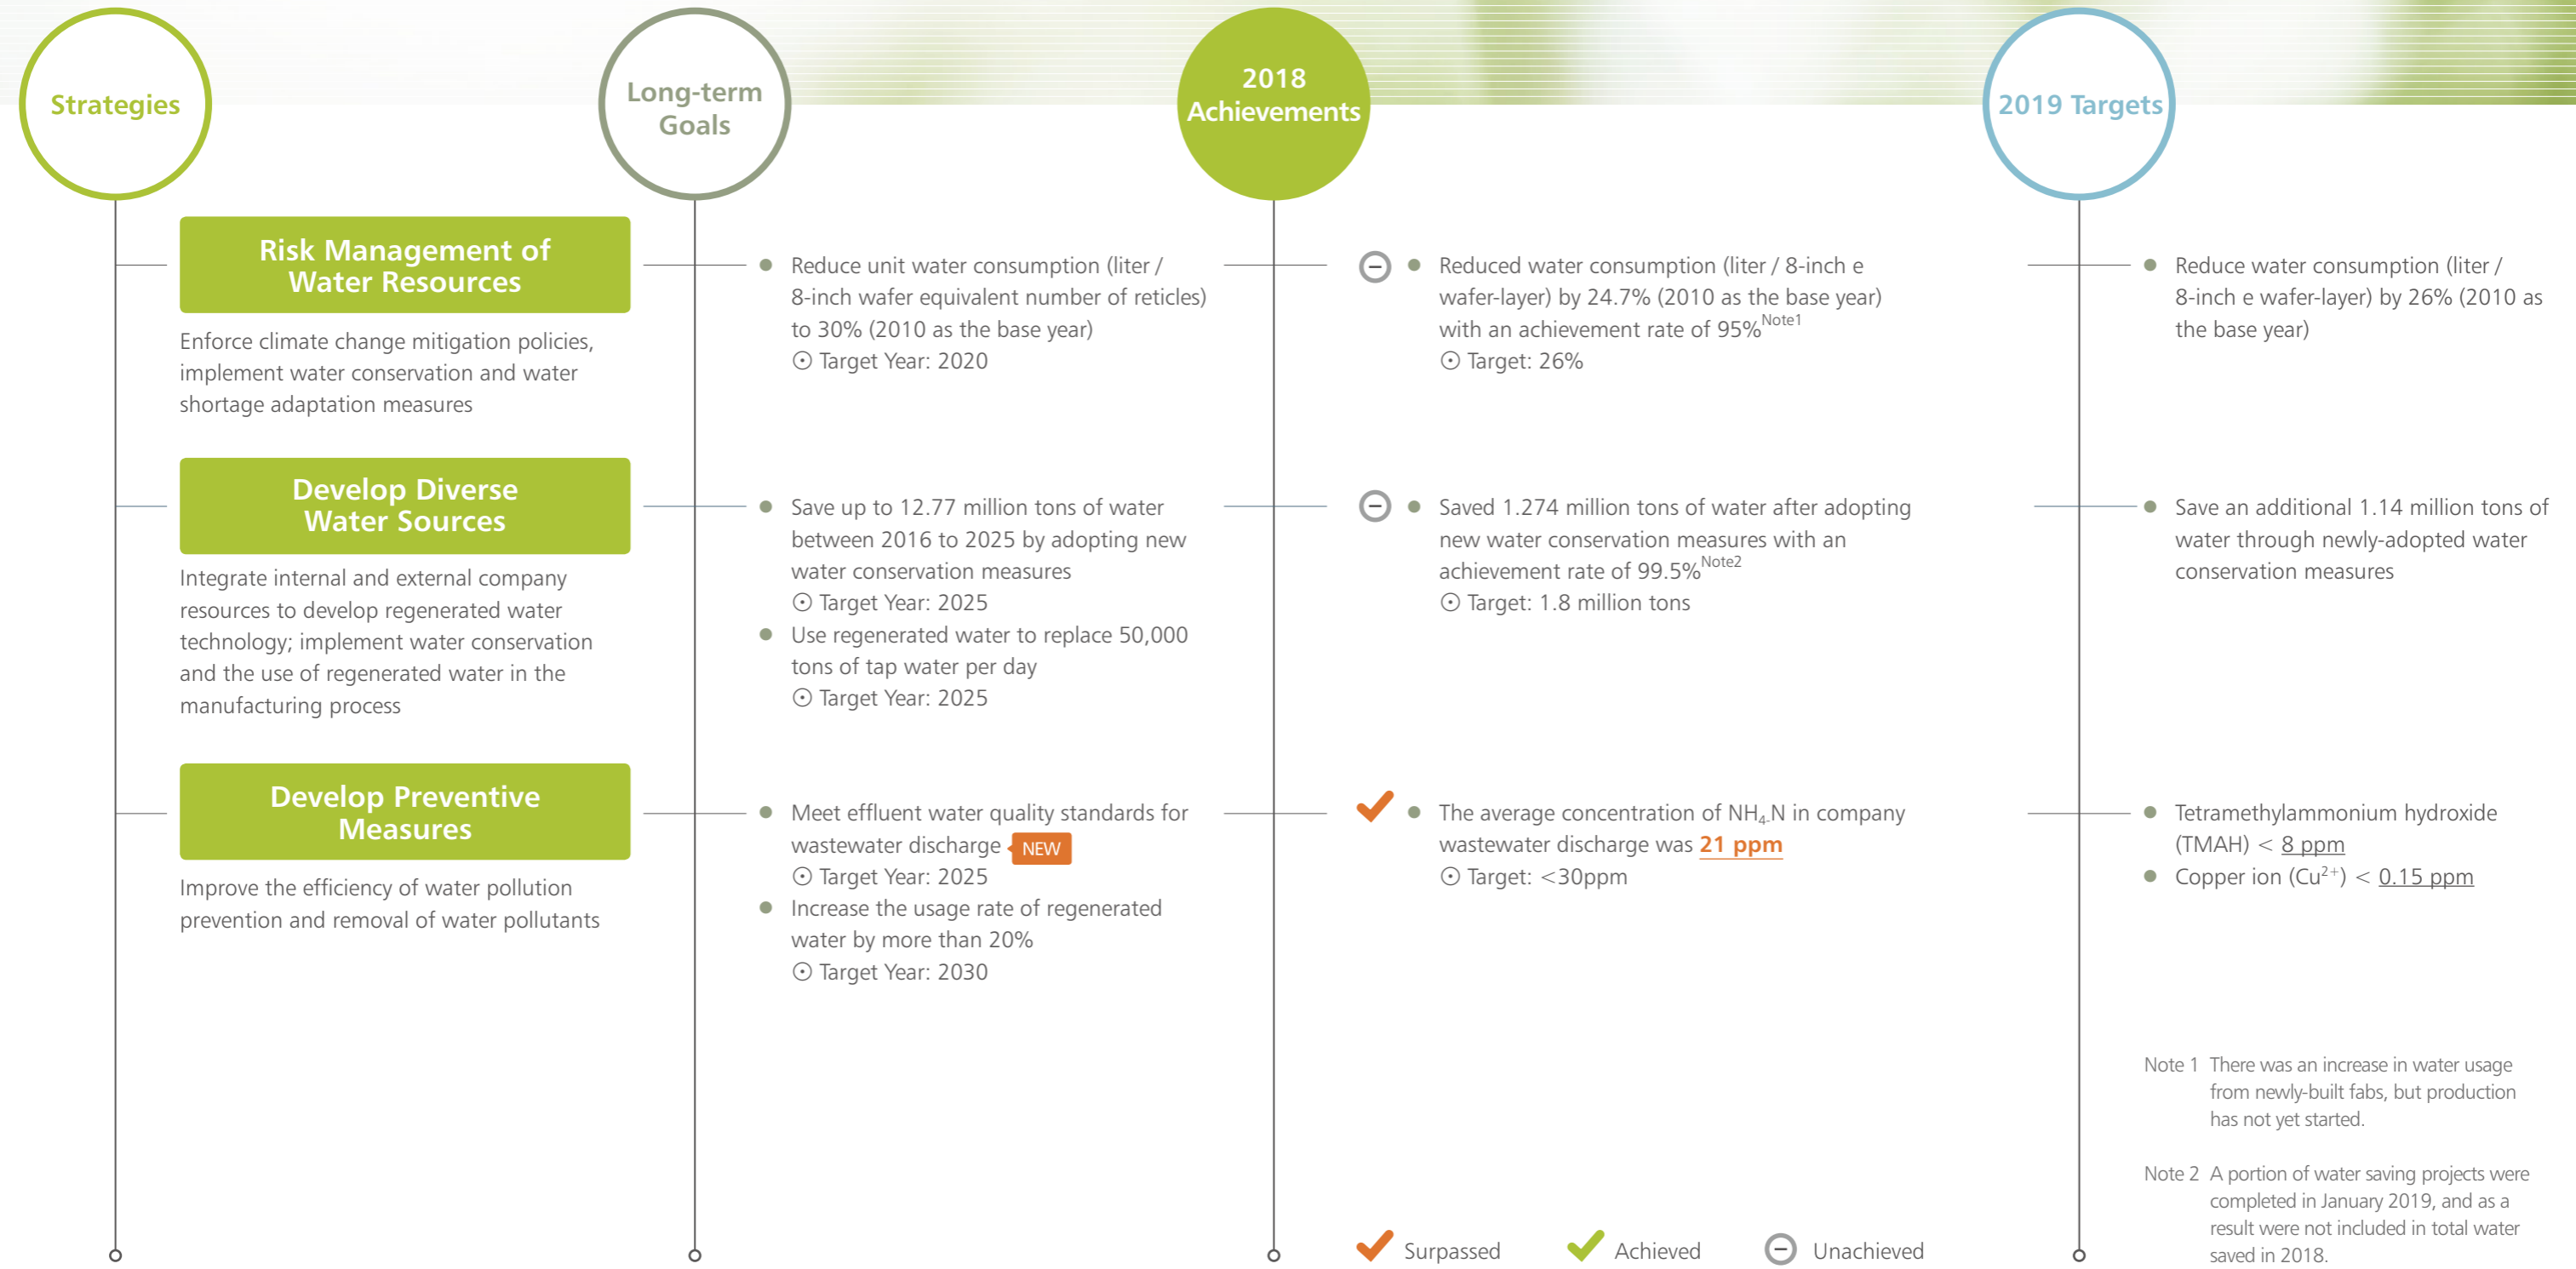 Strategies
Long-term
Goals
2018
Achievements
2019 Targets
Risk Management of
Water Resources
Enforce climate change mitigation policies,
implement water conservation and water
shortage adaptation measures
Reduce unit water consumption (liter /
8-inch wafer equivalent number of reticles)
to 30% (2010 as the base year)
⊙ Target Year: 2020
Reduced water consumption (liter / 8-inch e
wafer-layer) by 24.7% (2010 as the base year)
with an achievement rate of 95%Note1
⊙ Target: 26%
Reduce water consumption (liter /
8-inch e wafer-layer) by 26% (2010 as
the base year)
Develop Diverse
Water Sources
Integrate internal and external company
resources to develop regenerated water
technology; implement water conservation
and the use of regenerated water in the
manufacturing process
Save up to 12.77 million tons of water
between 2016 to 2025 by adopting new
water conservation measures
⊙ Target Year: 2025
Use regenerated water to replace 50,000
tons of tap water per day
⊙ Target Year: 2025
Saved 1.274 million tons of water after adopting
new water conservation measures with an
achievement rate of 99.5%Note2
⊙ Target: 1.8 million tons
Save an additional 1.14 million tons of
water through newly-adopted water
conservation measures
Develop Preventive
Measures
Improve the efficiency of water pollution
prevention and removal of water pollutants
Meet effluent water quality standards for
wastewater discharge NEW
⊙ Target Year: 2025
Increase the usage rate of regenerated
water by more than 20%
⊙ Target Year: 2030
The average concentration of NH4-N in company
wastewater discharge was 21 ppm
⊙ Target: <30ppm
Tetramethylammonium hydroxide
(TMAH) < 8 ppm
Copper ion (Cu2+) < 0.15 ppm
Note 1 There was an increase in water usage
from newly-built fabs, but production
has not yet started.
Note 2 A portion of water saving projects were
completed in January 2019, and as a
result were not included in total water
saved in 2018.
Surpassed
Achieved
Unachieved